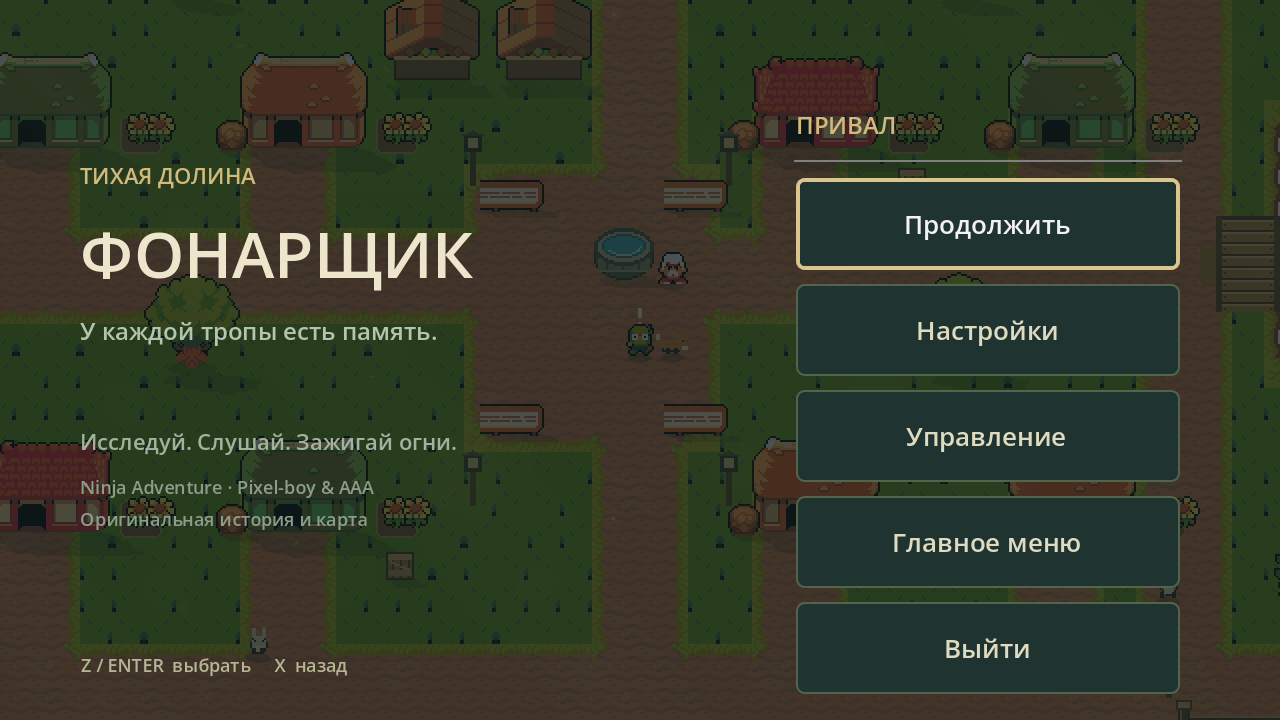 ТИХАЯ ДОЛИНА
ФОНАРЩИК
У каждой тропы есть память.
Исследуй. Слушай. Зажигай огни.
Ninja Adventure · Pixel-boy & AAA
Оригинальная история и карта
Z / ENTER выбрать X назад
ПРИВАЛ
Продолжить
Настройки
Управление
Главное меню
Выйти